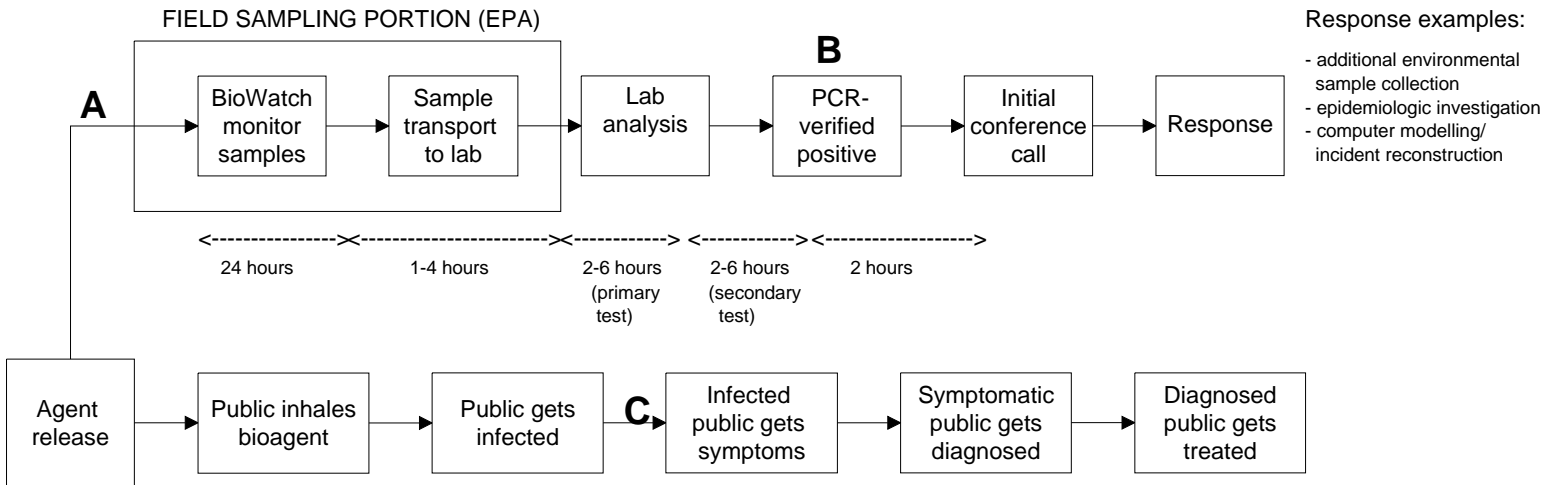 FIELD SAMPLING PORTION (EPA)
A
BioWatch
monitor
samples
Sample
transport
to lab
Lab
analysis
B
PCR-
verified
positive
Initial
conference
call
Response
Response examples:
- additional environmental
sample collection
- epidemiologic investigation
- computer modelling/
incident reconstruction
<---------------->
<---------------------->
<------------>
<------------>
<----------------->
24 hours
1-4 hours
2-6 hours
(primary
test)
2-6 hours
(secondary
test)
2 hours
Agent
release
Public inhales
bioagent
Public gets
infected
C
Infected
public gets
symptoms
Symptomatic
public gets
diagnosed
Diagnosed
public gets
treated